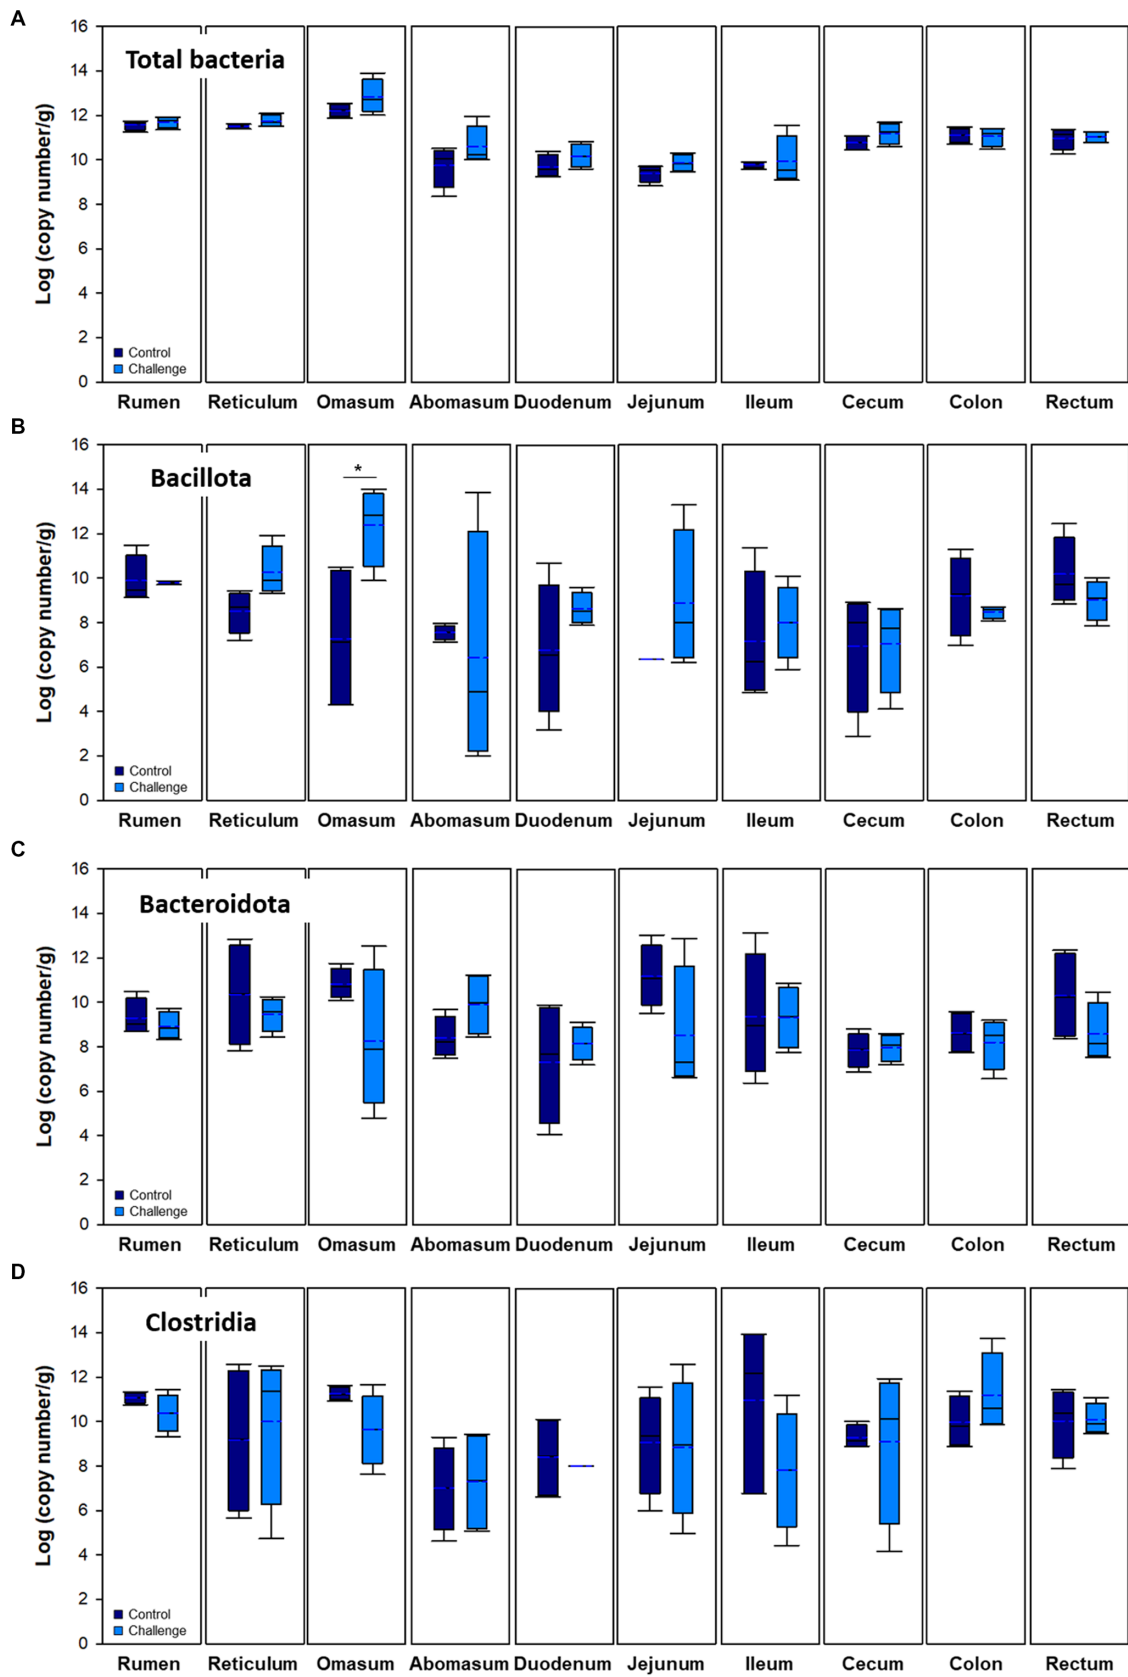 A
Total bacteria
Log (copy number/g)
16
14
12
10
8
6
4
2
0
Control
Challenge
Rumen Reticulum Omasum Abomasum Duodenum Jejunum Ileum Cecum Colon Rectum
B
Bacillota
*
Log (copy number/g)
16
14
12
10
8
6
4
2
0
Control
Challenge
Rumen Reticulum Omasum Abomasum Duodenum Jejunum Ileum Cecum Colon Rectum
C
Bacteroidota
Log (copy number/g)
16
14
12
10
8
6
4
2
0
Control
Challenge
Rumen Reticulum Omasum Abomasum Duodenum Jejunum Ileum Cecum Colon Rectum
D
Clostridia
Log (copy number/g)
16
14
12
10
8
6
4
2
0
Control
Challenge
Rumen Reticulum Omasum Abomasum Duodenum Jejunum Ileum Cecum Colon Rectum